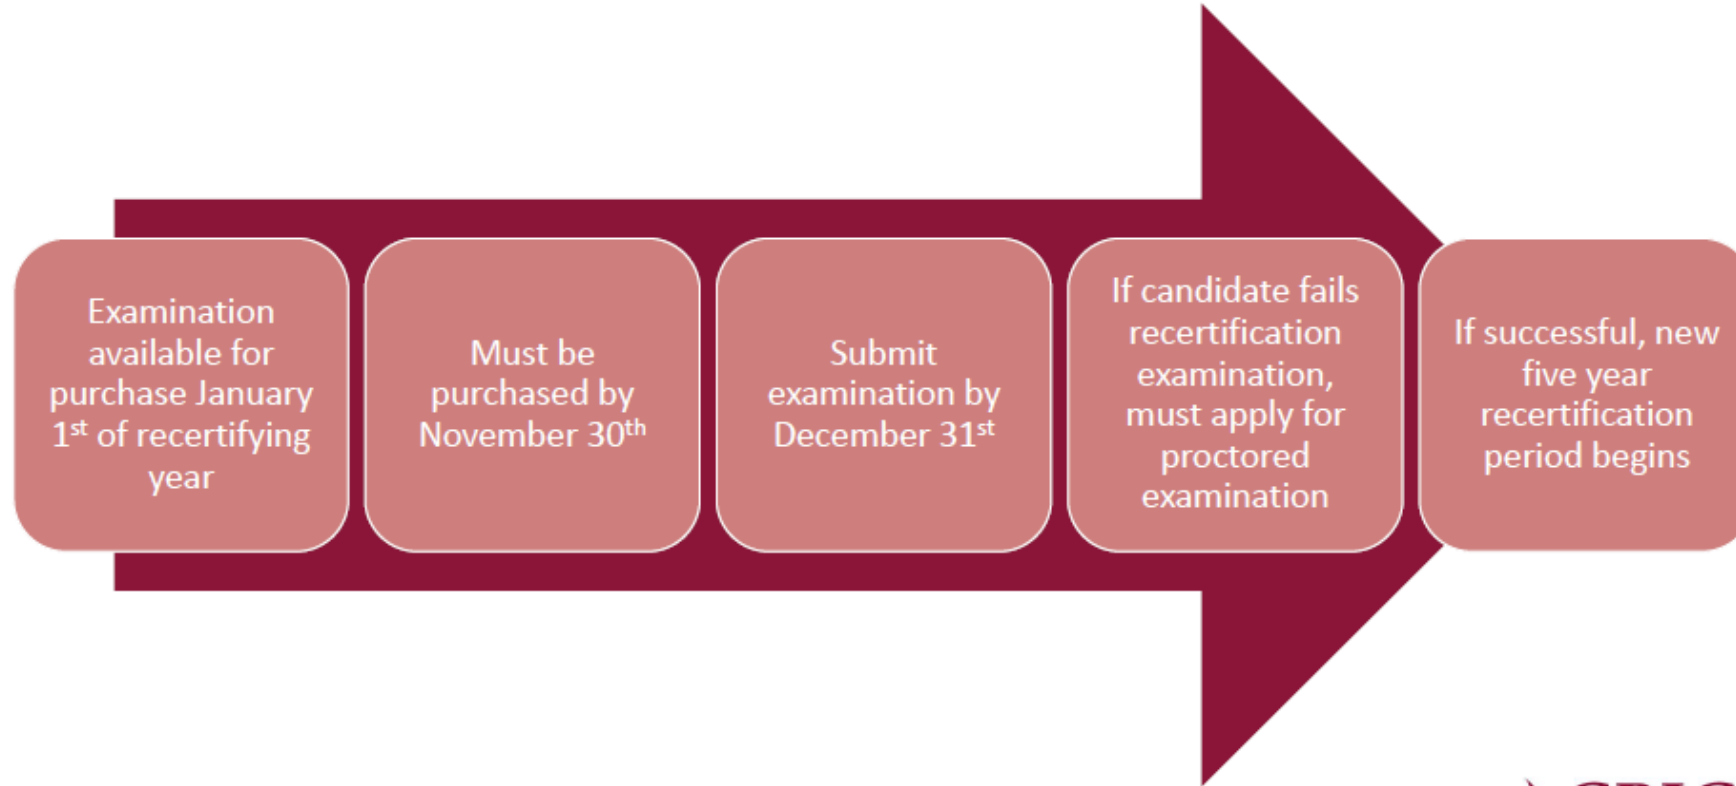 Examination
available for
purchase January
1st of recertifying
year
Must be
purchased by
November 30th
Submit
examination by
December 31st
If candidate fails
recertification
examination,
must apply for
proctored
examination
If successful, new
five year
recertification
period begins